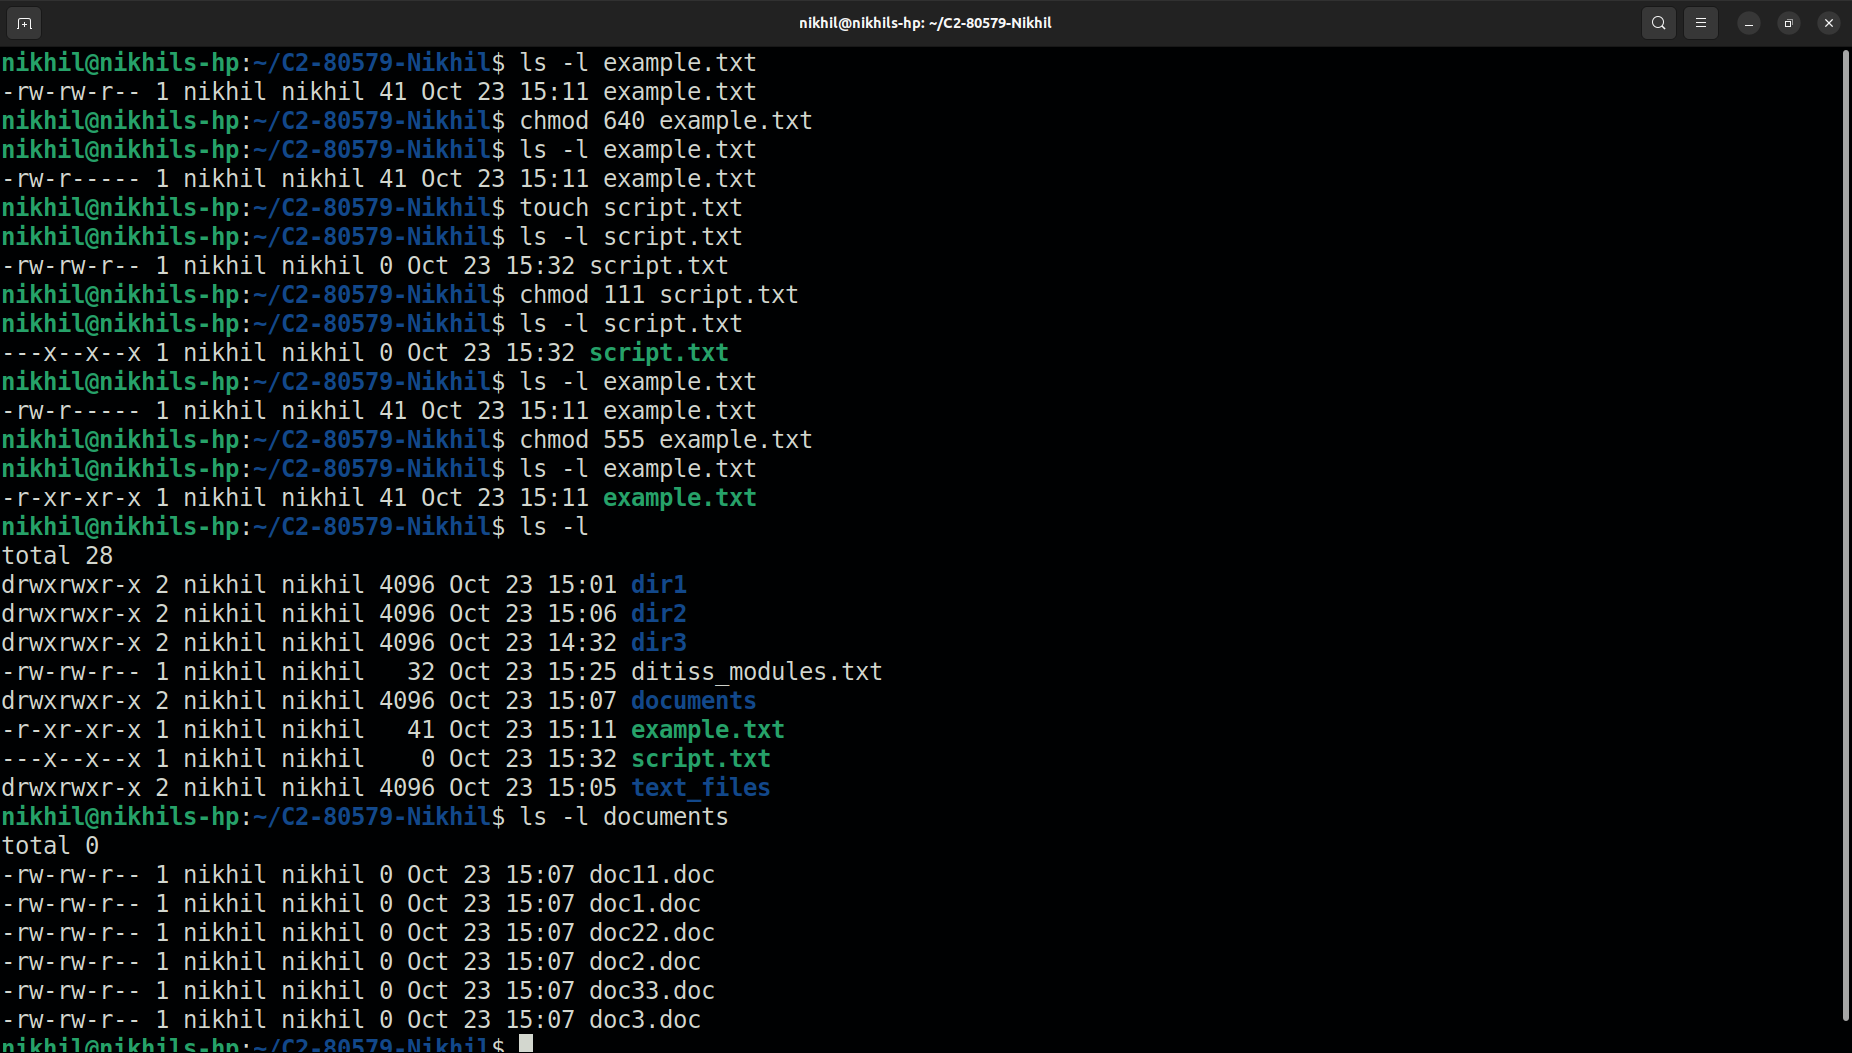 nikhil@nikhils-hp: ~/C2-80579-Nikhil
nikhil@nikhils-hp:~/C2-80579-Nikhil$ ls -l example.txt
-rw-rw-r-- 1 nikhil nikhil 41 Oct 23 15:11 example.txt
nikhil@nikhils-hp:~/C2-80579-Nikhil$ chmod 640 example.txt
nikhil@nikhils-hp:~/C2-80579-Nikhil$ ls -l example.txt
-rw-r----- 1 nikhil nikhil 41 Oct 23 15:11 example.txt
nikhil@nikhils-hp:~/C2-80579-Nikhil$ touch script.txt
nikhil@nikhils-hp:~/C2-80579-Nikhil$ ls -l script.txt
-rw-rw-r-- 1 nikhil nikhil 0 Oct 23 15:32 script.txt
nikhil@nikhils-hp:~/C2-80579-Nikhil$ chmod 111 script.txt
nikhil@nikhils-hp:~/C2-80579-Nikhil$ ls -l script.txt
---x--x--x 1 nikhil nikhil 0 Oct 23 15:32 script.txt
nikhil@nikhils-hp:~/C2-80579-Nikhil$ ls -l example.txt
-rw-r----- 1 nikhil nikhil 41 Oct 23 15:11 example.txt
nikhil@nikhils-hp:~/C2-80579-Nikhil$ chmod 555 example.txt
nikhil@nikhils-hp:~/C2-80579-Nikhil$ ls -l example.txt
-r-xr-xr-x 1 nikhil nikhil 41 Oct 23 15:11 example.txt
nikhil@nikhils-hp:~/C2-80579-Nikhil$ ls -l
total 28
drwxrwxr-x 2 nikhil nikhil 4096 Oct 23 15:01 dir1
drwxrwxr-x 2 nikhil nikhil 4096 Oct 23 15:06 dir2
drwxrwxr-x 2 nikhil nikhil 4096 Oct 23 14:32 dir3
-rw-rw-r-- 1 nikhil nikhil   32 Oct 23 15:25 ditiss_modules.txt
drwxrwxr-x 2 nikhil nikhil 4096 Oct 23 15:07 documents
-r-xr-xr-x 1 nikhil nikhil   41 Oct 23 15:11 example.txt
---x--x--x 1 nikhil nikhil    0 Oct 23 15:32 script.txt
drwxrwxr-x 2 nikhil nikhil 4096 Oct 23 15:05 text_files
nikhil@nikhils-hp:~/C2-80579-Nikhil$ ls -l documents
total 0
-rw-rw-r-- 1 nikhil nikhil 0 Oct 23 15:07 doc11.doc
-rw-rw-r-- 1 nikhil nikhil 0 Oct 23 15:07 doc1.doc
-rw-rw-r-- 1 nikhil nikhil 0 Oct 23 15:07 doc22.doc
-rw-rw-r-- 1 nikhil nikhil 0 Oct 23 15:07 doc2.doc
-rw-rw-r-- 1 nikhil nikhil 0 Oct 23 15:07 doc33.doc
-rw-rw-r-- 1 nikhil nikhil 0 Oct 23 15:07 doc3.doc
nikhil@nikhils-hp:~/C2-80579-Nikhil$